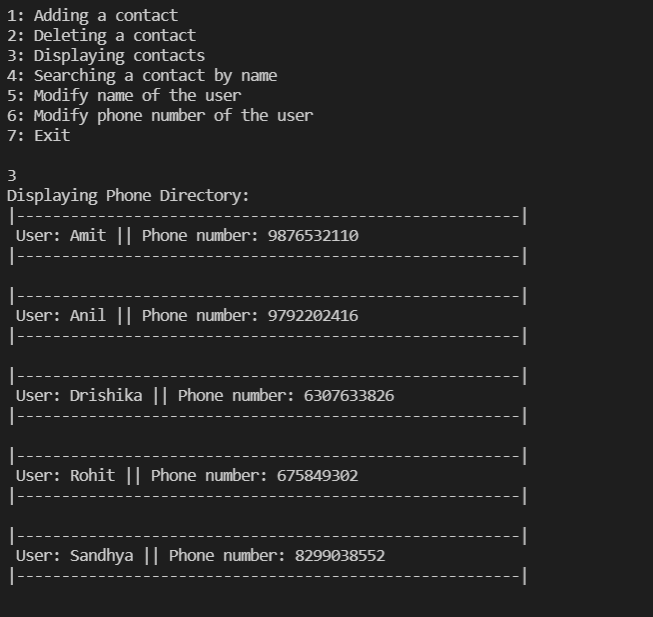 1: Adding a contact
2: Deleting a contact
3: Displaying contacts
4: Searching a contact by name
5: Modify name of the user
6: Modify phone number of the user
7: Exit
3
Displaying Phone Directory:
|--------------------------------------------------------|
User: Amit || Phone number: 9876532110
|--------------------------------------------------------|
|--------------------------------------------------------|
User: Anil || Phone number: 9792202416
|--------------------------------------------------------|
|--------------------------------------------------------|
User: Drishika || Phone number: 6307633826
|--------------------------------------------------------|
|--------------------------------------------------------|
User: Rohit || Phone number: 675849302
|--------------------------------------------------------|
|--------------------------------------------------------|
User: Sandhya || Phone number: 8299038552
|--------------------------------------------------------|